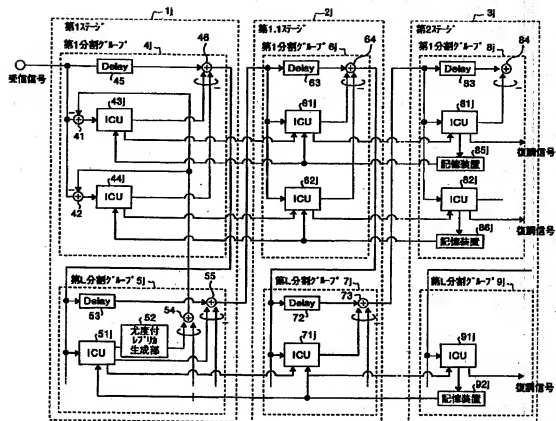 1j
2j
3j
第1ステージ
第1.1ステージ
第2ステージ
第1分割グループ 4j
46
第1分割グループ 6j
64
第1分割グループ 8j
84
受信信号
Delay
45
Delay
63
Delay
83
43j
ICU
61j
ICU
81j
ICU
41
復調信号
85j
記憶装置
44j
ICU
62j
ICU
82j
ICU
42
復調信号
86j
記憶装置
第L分割グループ 5j
55
第L分割グループ 7j
73
第L分割グループ 9j
Delay
53
52
54
Delay
72
51j
ICU
尤度付
レプリカ
生成部
71j
ICU
91j
ICU
復調信号
92j
記憶装置